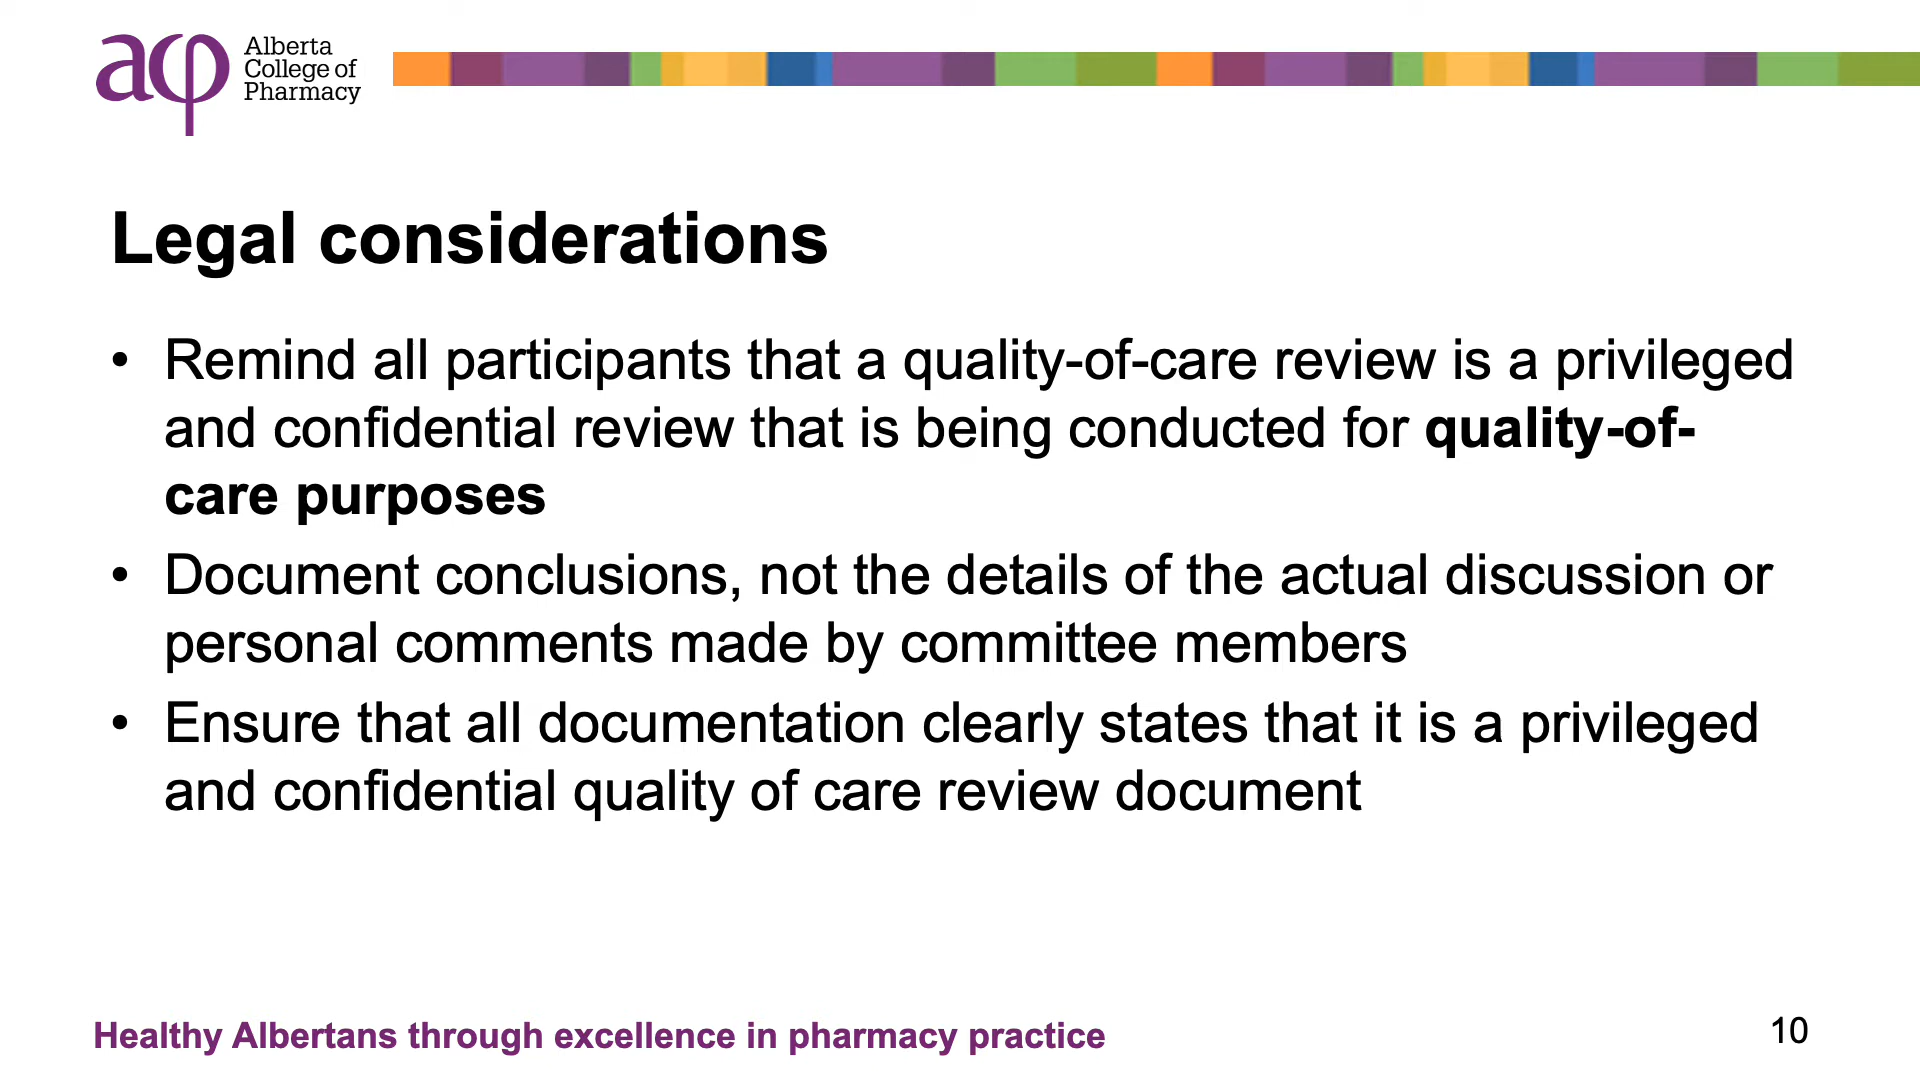 acp
Alberta
College of
Pharmacy
Legal considerations
• Remind all participants that a quality-of-care review is a privileged
and confidential review that is being conducted for quality-of-
care purposes
• Document conclusions, not the details of the actual discussion or
personal comments made by committee members
• Ensure that all documentation clearly states that it is a privileged
and confidential quality of care review document
Healthy Albertans through excellence in pharmacy practice
10